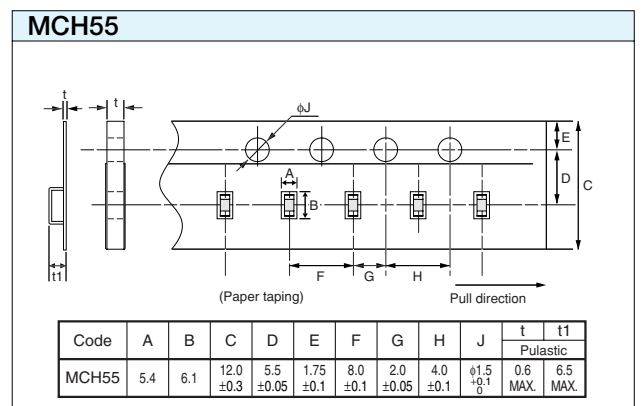 MCH55
t
t
ϕJ
E
A
D
C
B
t1
F
G
H
(Paper taping)
Pull direction
Code A B C D E F G H J t t1
Pulastic
MCH55 5.4 6.1 12.0 ±0.3 5.5 ±0.05 1.75 ±0.1 8.0 ±0.1 2.0 ±0.05 4.0 ±0.1 ϕ1.5 +0.1 0 0.6 MAX. 6.5 MAX.